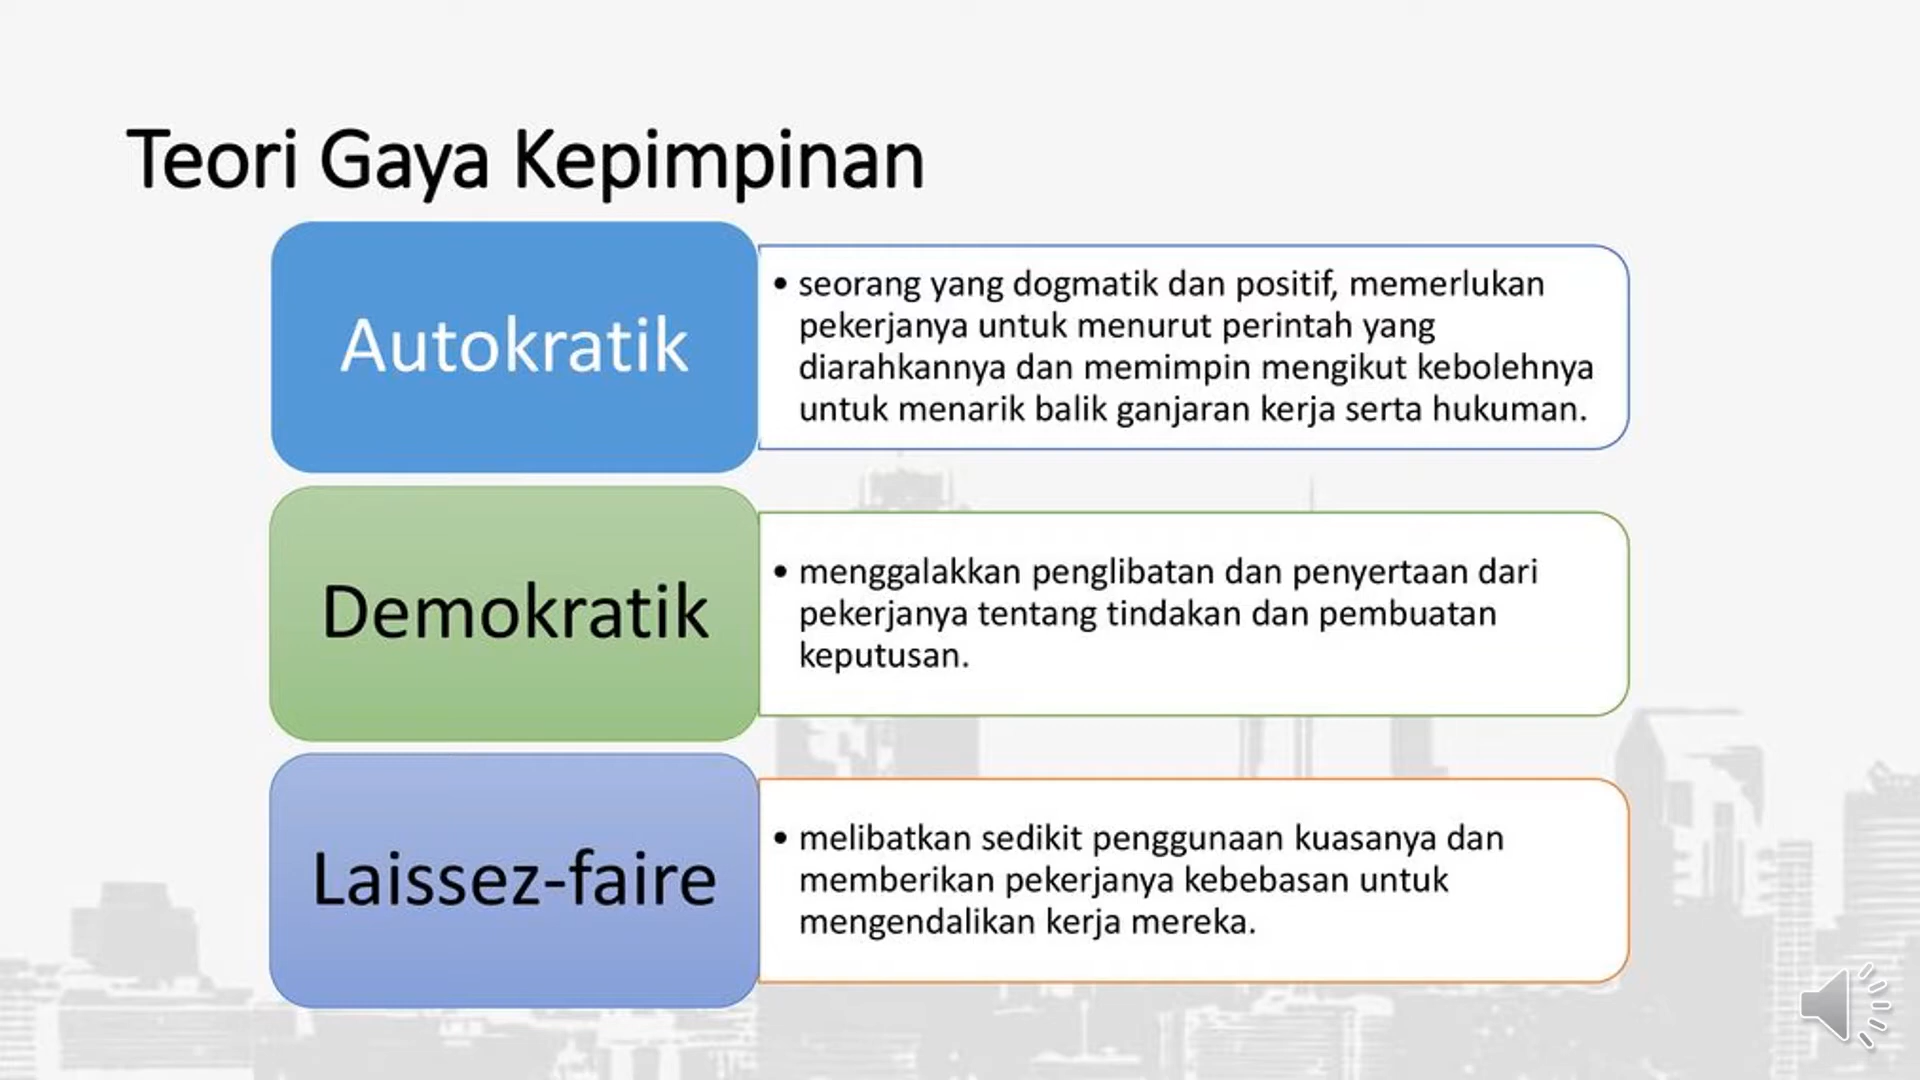 Teori Gaya Kepimpinan
Autokratik
• seorang yang dogmatik dan positif, memerlukan
pekerjanya untuk menurut perintah yang
diarahkannya dan memimpin mengikut kebolehnya
untuk menarik balik ganjaran kerja serta hukuman.
Demokratik
• menggalakkan penglibatan dan penyertaan dari
pekerjanya tentang tindakan dan pembuatan
keputusan.
Laissez-faire
• melibatkan sedikit penggunaan kuasanya dan
memberikan pekerjanya kebebasan untuk
mengendalikan kerja mereka.